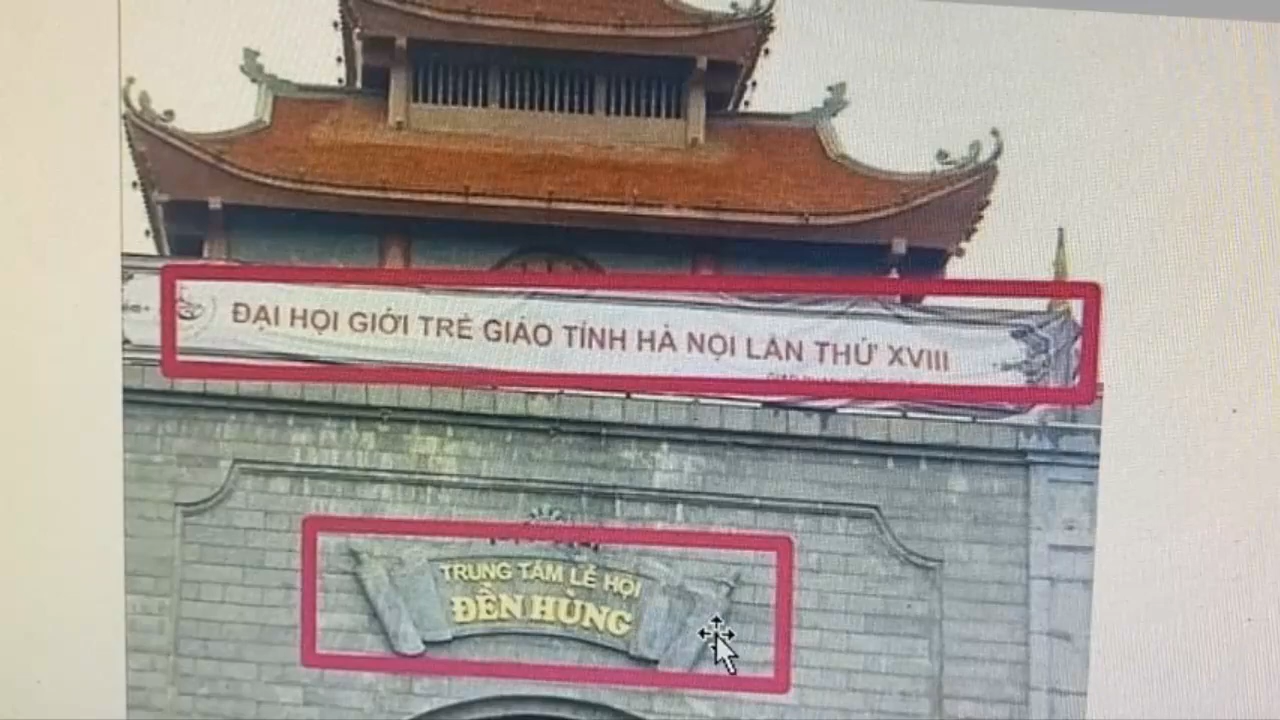 ĐẠI HỘI GIỚI TRẺ GIÁO TỈNH HÀ NỘI LẦN THỨ XVIII
TRUNG TÂM LỄ HỘI
ĐỀN HÙNG